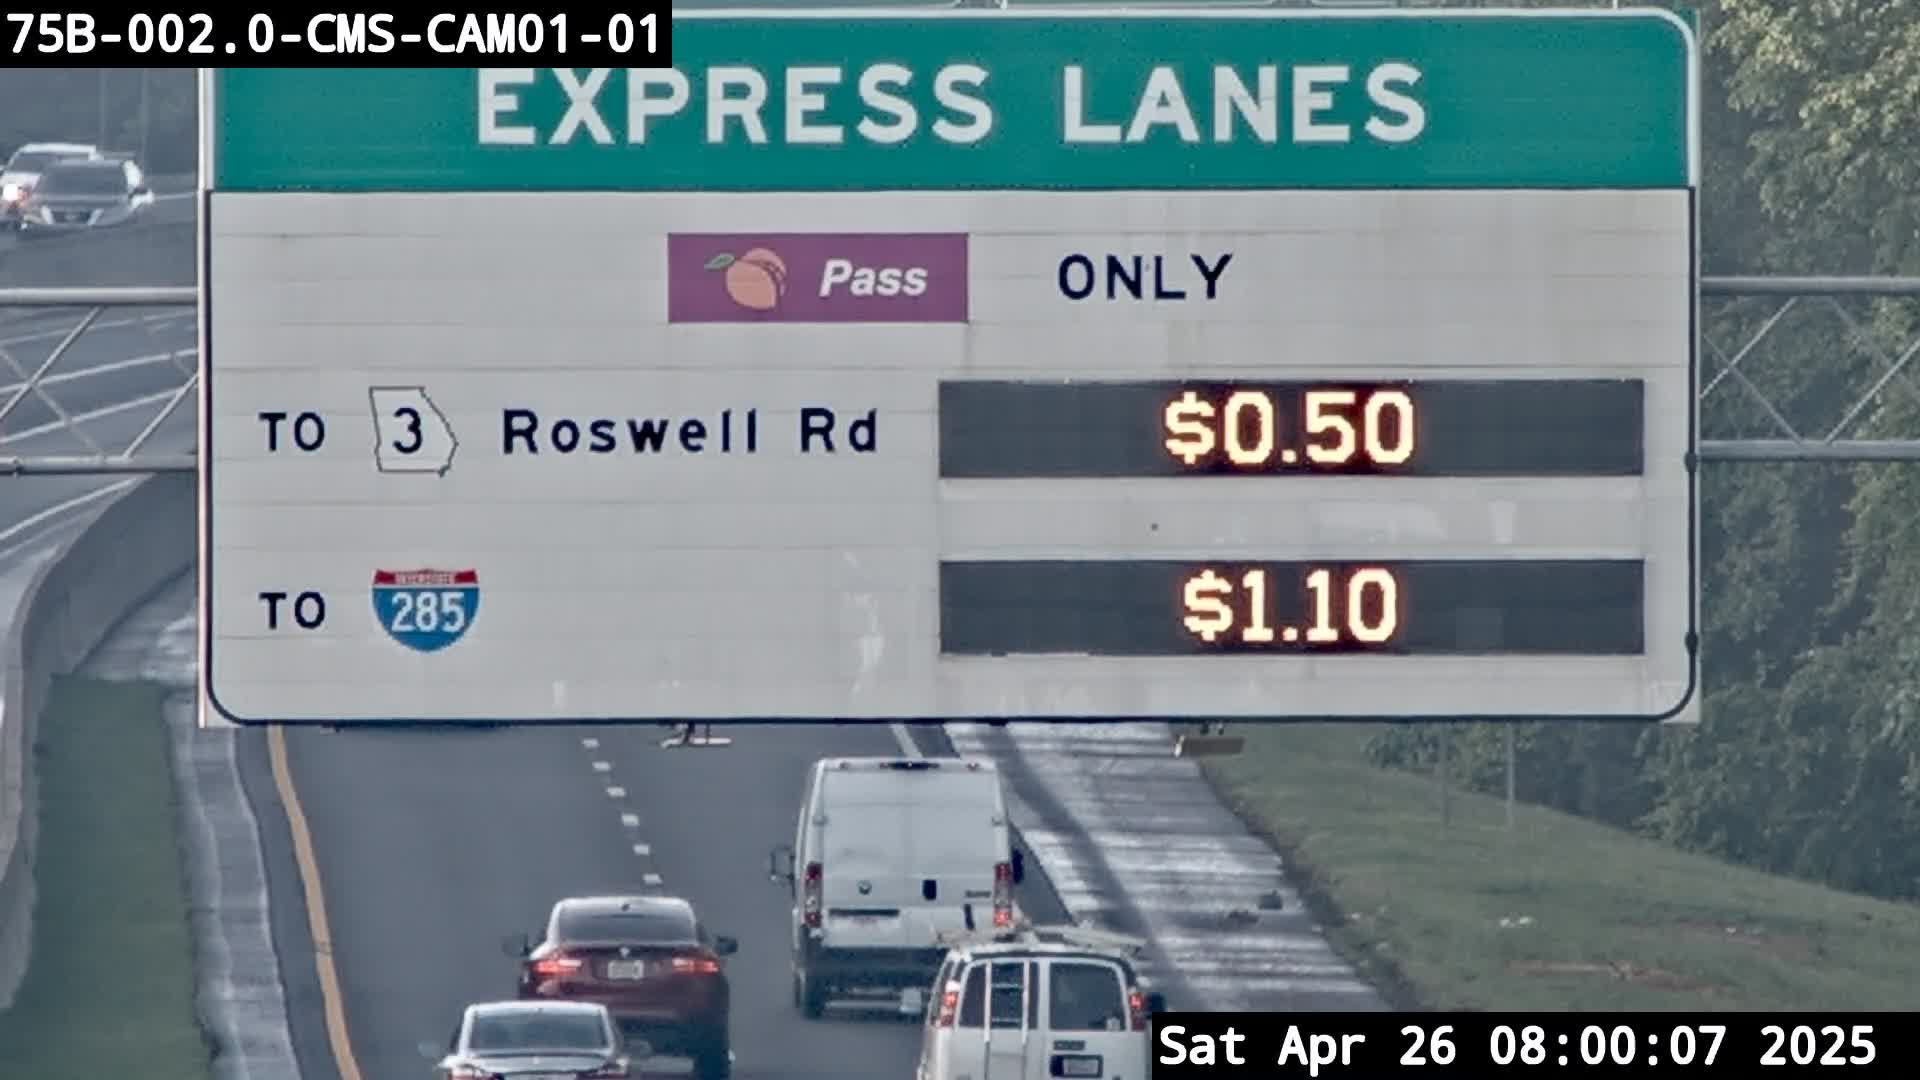 75B-002.0-CMS-CAM01-01
EXPRESS LANES
Pass ONLY
TO 3 Roswell Rd $0.50
TO 285 $1.10
Sat Apr 26 08:00:07 2025